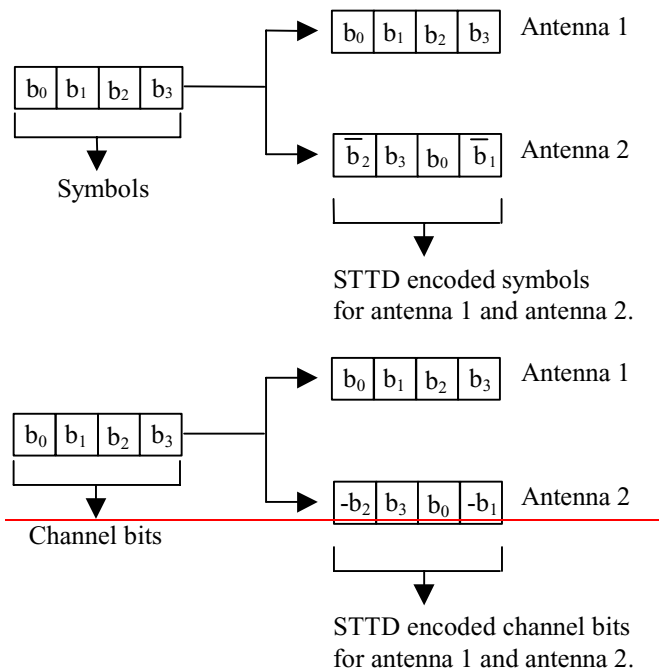 b₀ b₁ b₂ b₃ Antenna 1
b₀ b₁ b₂ b₃
b̅₂ b₃ b₀ b̅₁ Antenna 2
Symbols
STTD encoded symbols
for antenna 1 and antenna 2.
b₀ b₁ b₂ b₃ Antenna 1
b₀ b₁ b₂ b₃
-b₂ b₃ b₀ -b₁ Antenna 2
Channel bits
STTD encoded channel bits
for antenna 1 and antenna 2.